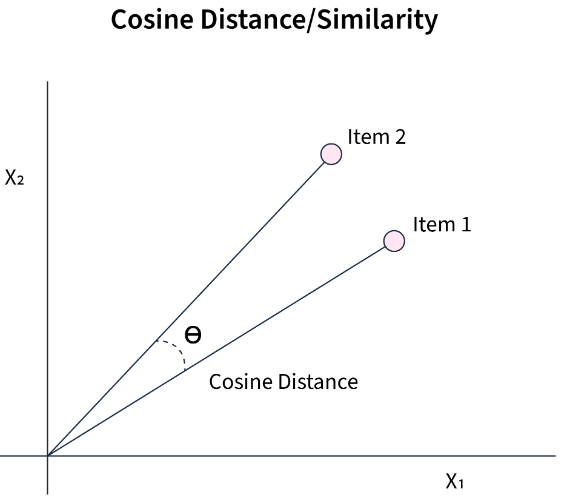 Cosine Distance/Similarity
Item 2
X₂
Item 1
Ө
Cosine Distance
X₁